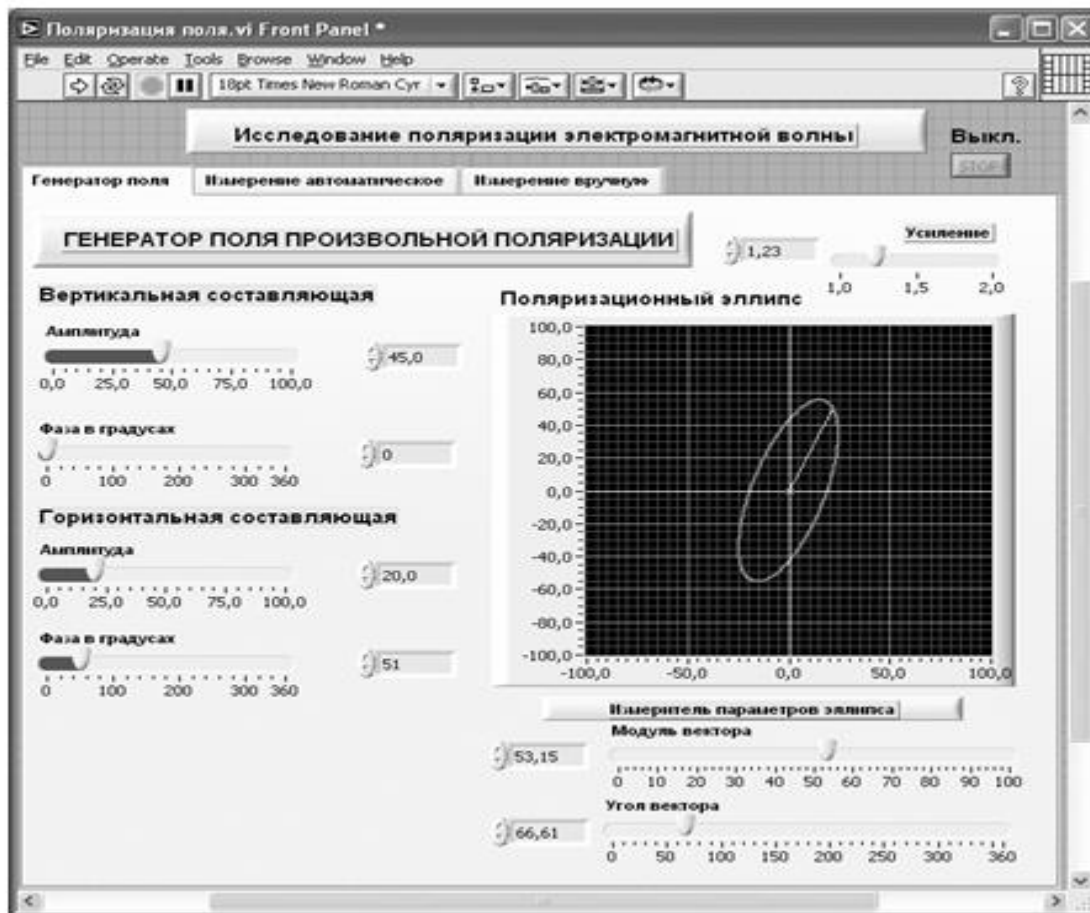 Поляризация поля.vi Front Panel *
File Edit Operate Tools Browse Window Help
18pt Times New Roman Cyr
Исследование поляризации электромагнитной волны
Выкл.
STOP
Генератор поля Измерение автоматическое Измерение вручную
ГЕНЕРАТОР ПОЛЯ ПРОИЗВОЛЬНОЙ ПОЛЯРИЗАЦИИ
1,23
Усиление
1,0 1,5 2,0
Вертикальная составляющая
Амплитуда
45,0
0,0 25,0 50,0 75,0 100,0
Фаза в градусах
0
0 100 200 300 360
Горизонтальная составляющая
Амплитуда
20,0
0,0 25,0 50,0 75,0 100,0
Фаза в градусах
51
0 100 200 300 360
Поляризационный эллипс
100,0
80,0
60,0
40,0
20,0
0,0
-20,0
-40,0
-60,0
-80,0
-100,0
-100,0 -50,0 0,0 50,0 100,0
Измеритель параметров эллипса
Модуль вектора
53,15
0 10 20 30 40 50 60 70 80 90 100
Угол вектора
66,61
0 50 100 150 200 250 300 360